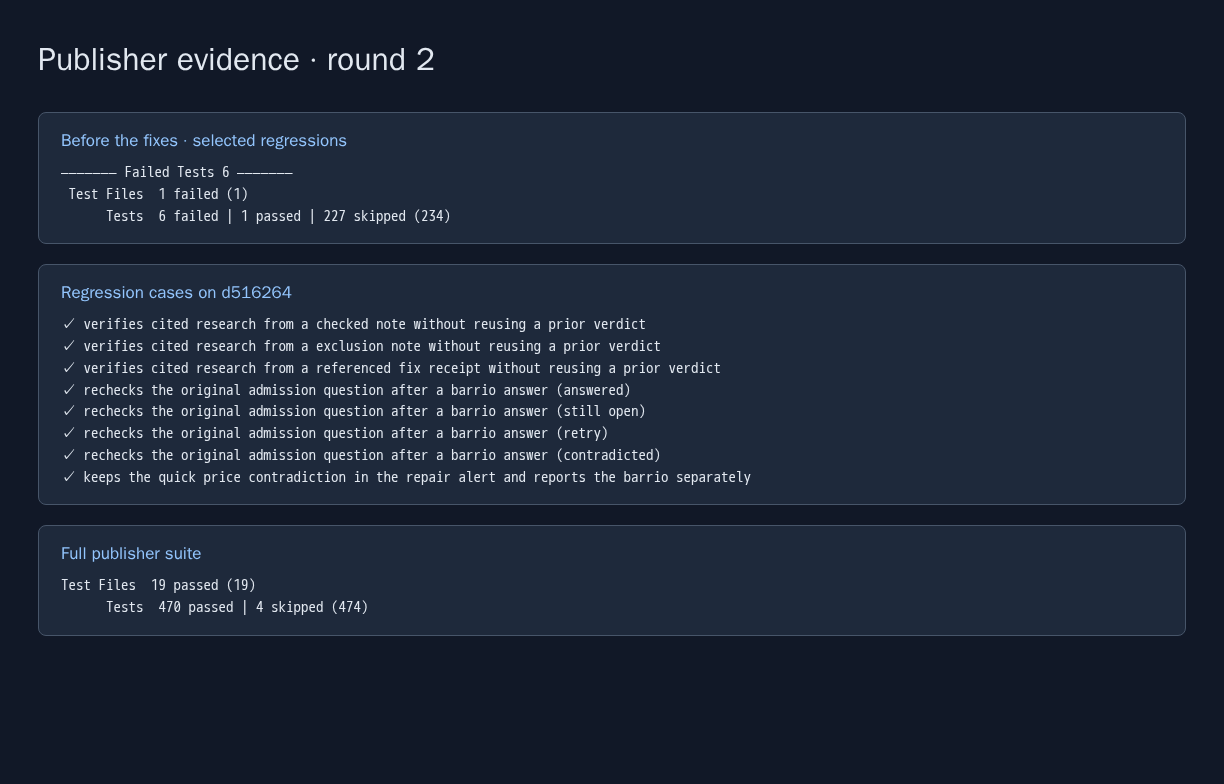 Publisher evidence · round 2
Before the fixes · selected regressions
——————— Failed Tests 6 ———————
Test Files  1 failed (1)
Tests  6 failed | 1 passed | 227 skipped (234)
Regression cases on d516264
✓ verifies cited research from a checked note without reusing a prior verdict
✓ verifies cited research from a exclusion note without reusing a prior verdict
✓ verifies cited research from a referenced fix receipt without reusing a prior verdict
✓ rechecks the original admission question after a barrio answer (answered)
✓ rechecks the original admission question after a barrio answer (still open)
✓ rechecks the original admission question after a barrio answer (retry)
✓ rechecks the original admission question after a barrio answer (contradicted)
✓ keeps the quick price contradiction in the repair alert and reports the barrio separately
Full publisher suite
Test Files  19 passed (19)
Tests  470 passed | 4 skipped (474)